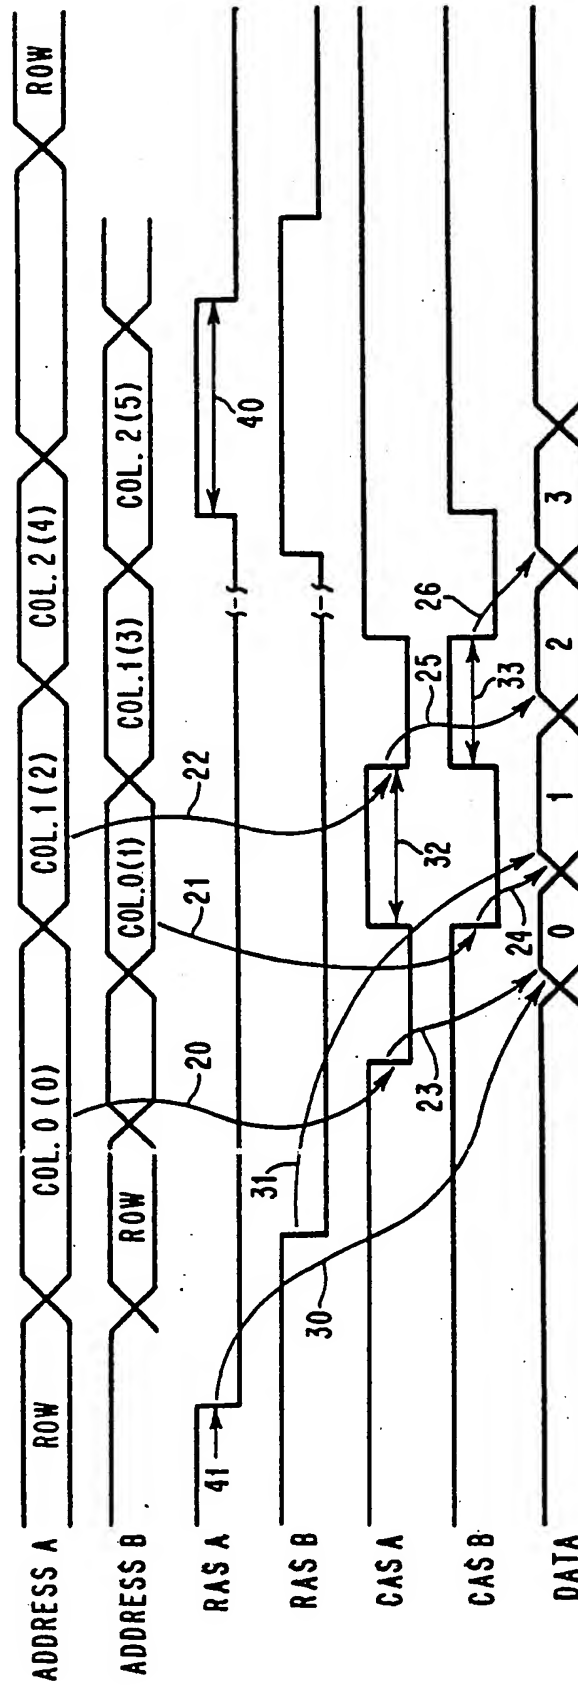 ADDRESS A ROW COL. 0 (0) COL. 1 (2) COL. 2 (4) ROW
ADDRESS B ROW COL.0.(1) COL.1(3) COL. 2(5)
20
21
22
RAS A 41 40
RAS B 31
30
CAS A 32 25
23
CAS B 33 26
24
DATA 0 1 2 3